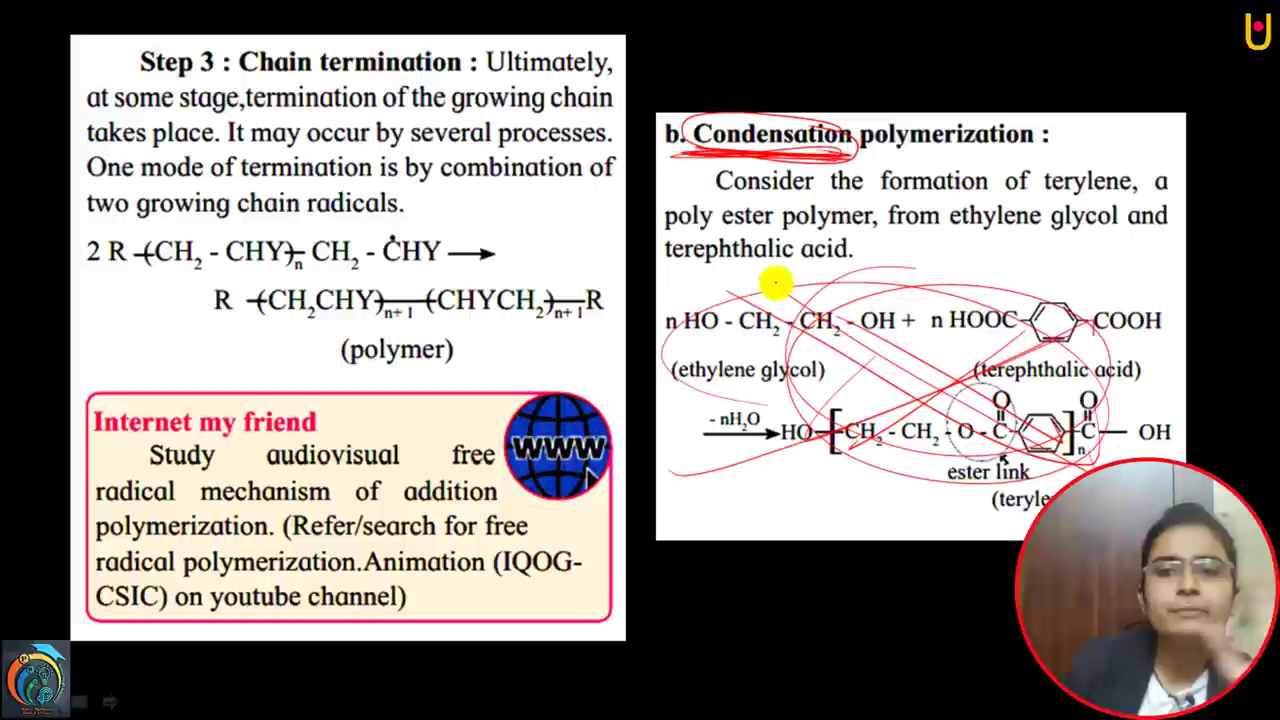 Step 3 : Chain termination : Ultimately,
at some stage,termination of the growing chain
takes place. It may occur by several processes.
One mode of termination is by combination of
two growing chain radicals.
2 R -(CH₂ - CHY)-ₙ CH₂ - ĊHY ⟶
R -(CH₂CHY)-ₙ₊₁-(CHYCH₂)-ₙ₊₁R
(polymer)
Internet my friend
Study audiovisual free
radical mechanism of addition
polymerization. (Refer/search for free
radical polymerization.Animation (IQOG-
CSIC) on youtube channel)
www
b. Condensation polymerization :
Consider the formation of terylene, a
poly ester polymer, from ethylene glycol and
terephthalic acid.
n HO - CH₂ - CH₂ - OH + n HOOC COOH
(ethylene glycol) (terephthalic acid)
O O
- nH₂O HO [ CH₂ - CH₂ - O - C ]ₙ C — OH
ester link
U